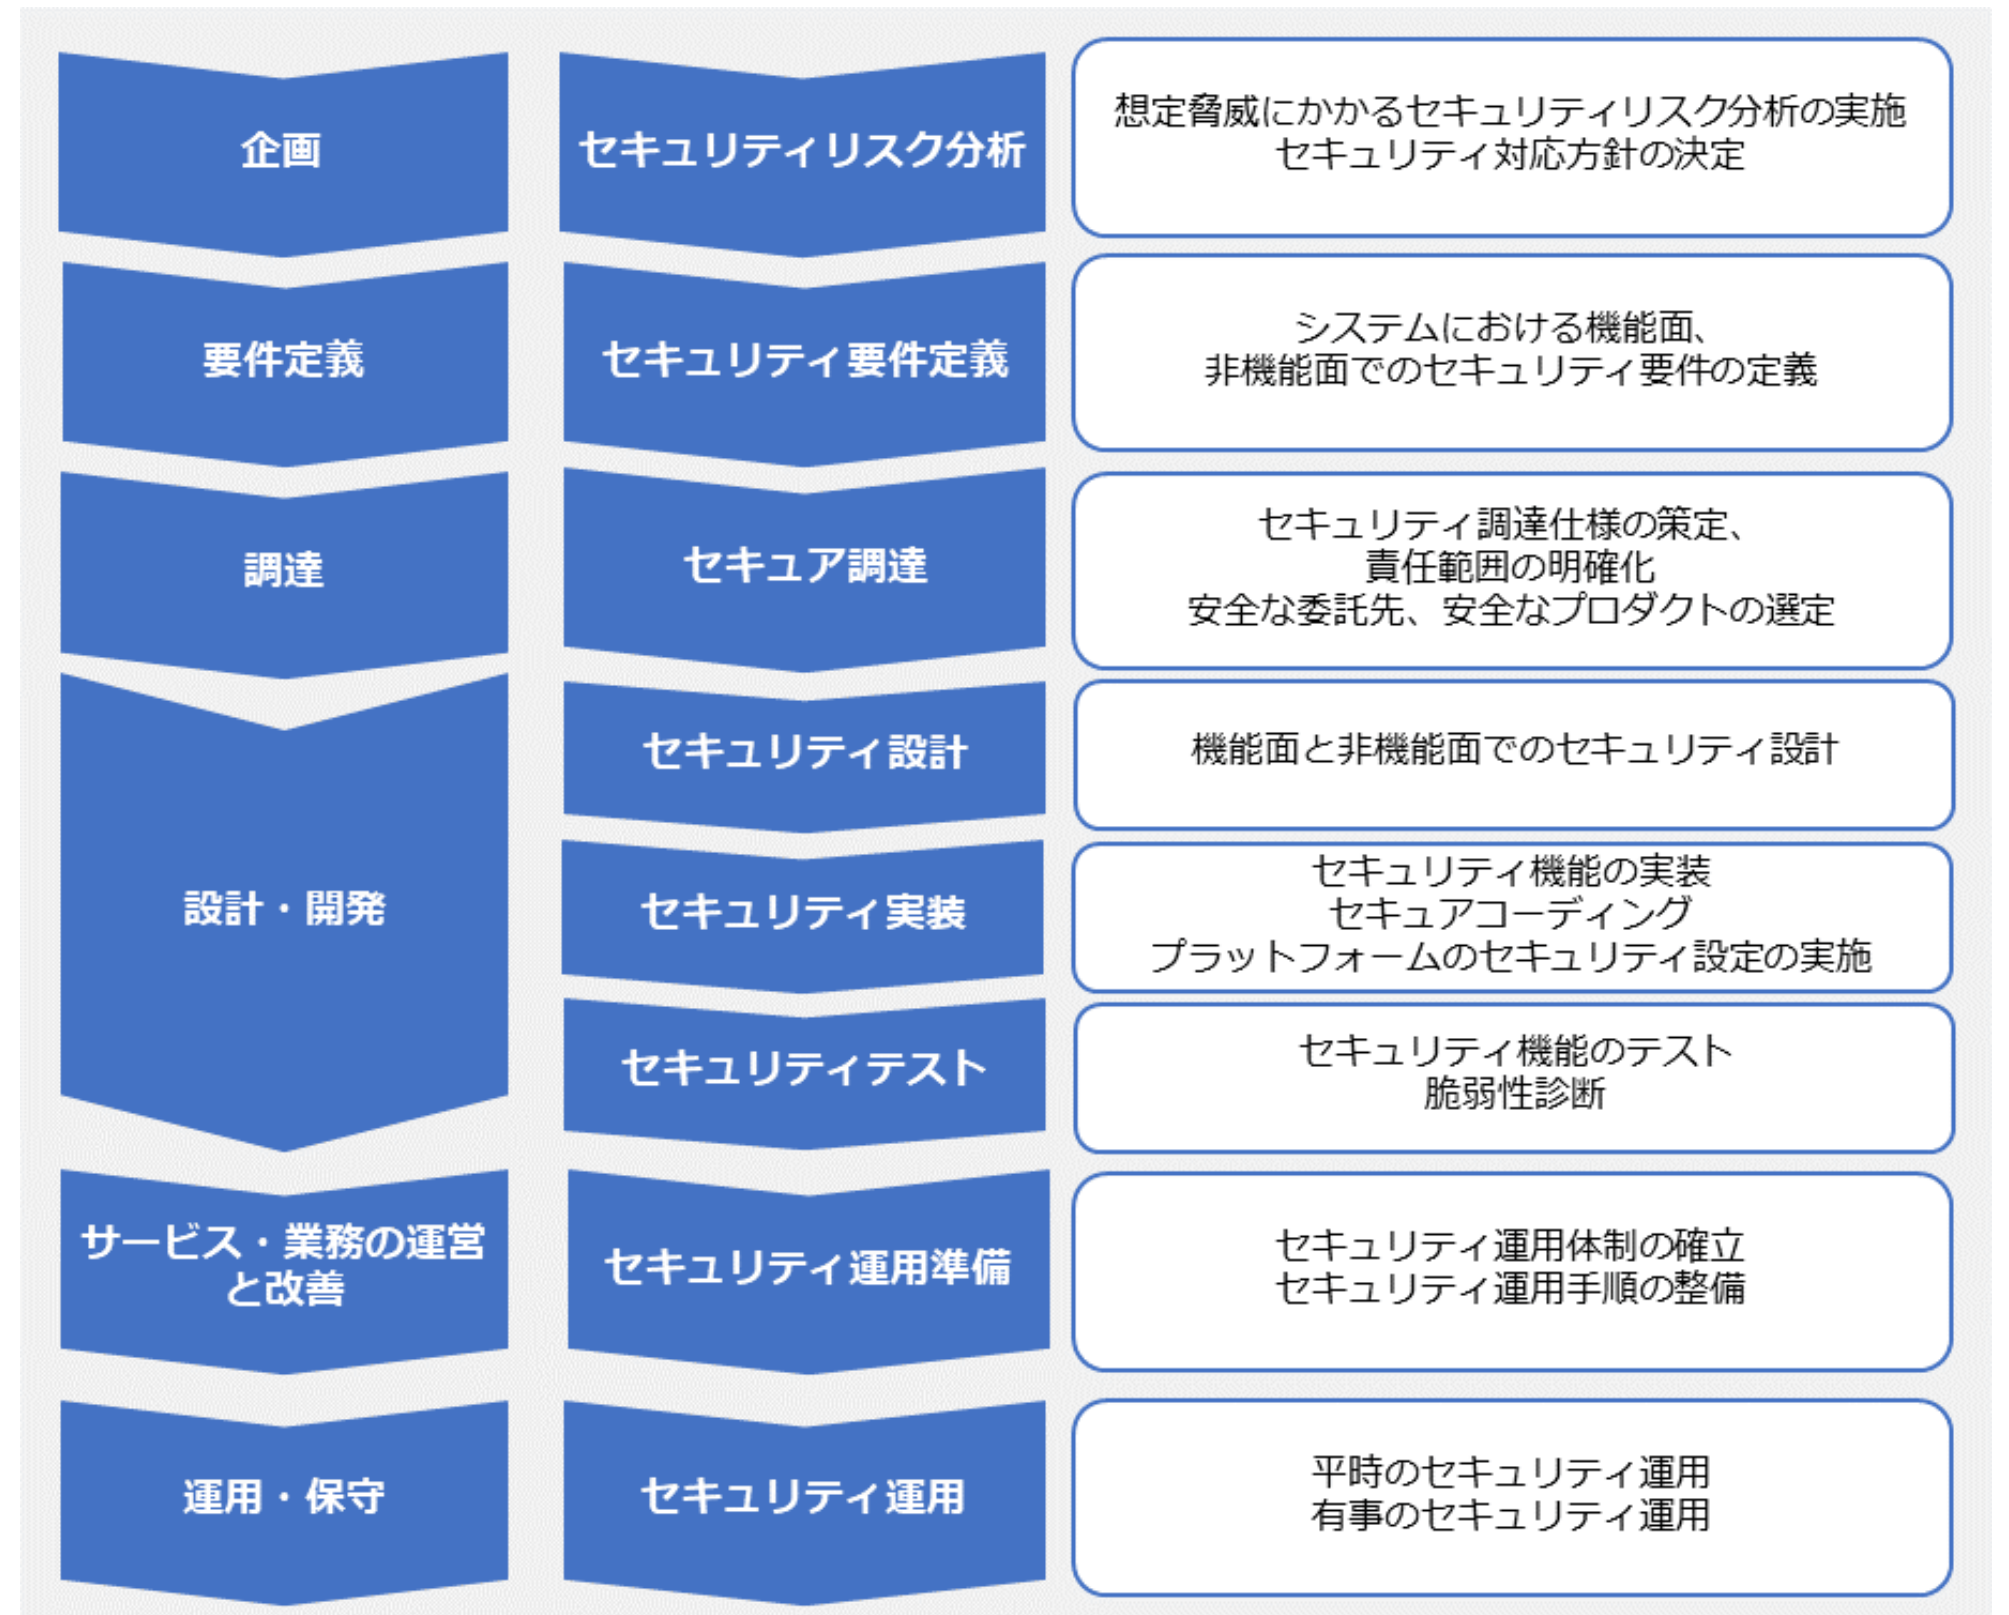 企画
セキュリティリスク分析
想定脅威にかかるセキュリティリスク分析の実施
セキュリティ対応方針の決定
要件定義
セキュリティ要件定義
システムにおける機能面、
非機能面でのセキュリティ要件の定義
調達
セキュア調達
セキュリティ調達仕様の策定、
責任範囲の明確化
安全な委託先、安全なプロダクトの選定
設計・開発
セキュリティ設計
機能面と非機能面でのセキュリティ設計
セキュリティ実装
セキュリティ機能の実装
セキュアコーディング
プラットフォームのセキュリティ設定の実施
セキュリティテスト
セキュリティ機能のテスト
脆弱性診断
サービス・業務の運営
と改善
セキュリティ運用準備
セキュリティ運用体制の確立
セキュリティ運用手順の整備
運用・保守
セキュリティ運用
平時のセキュリティ運用
有事のセキュリティ運用